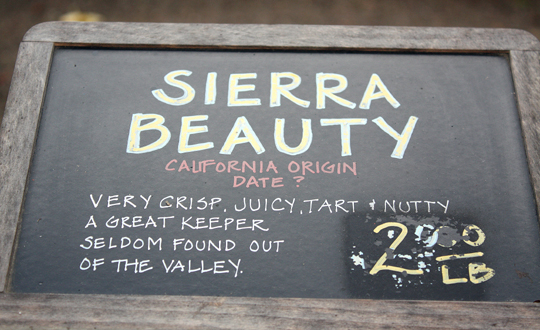 SIERRA
BEAUTY
CALIFORNIA ORIGIN
DATE ?
VERY CRISP, JUICY, TART & NUTTY
A GREAT KEEPER
SELDOM FOUND OUT
OF THE VALLEY.
2
LB